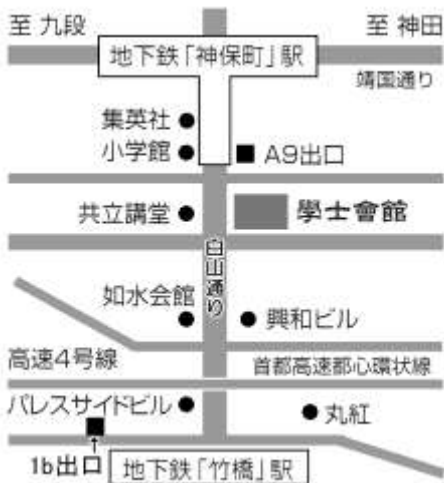 至 九段
至 神田
地下鉄「神保町」駅
靖国通り
集英社
小学館
A9出口
共立講堂
學士會館
白山通り
如水会館
興和ビル
高速4号線
首都高速都心環状線
パレスサイドビル
丸紅
1b出口
地下鉄「竹橋」駅